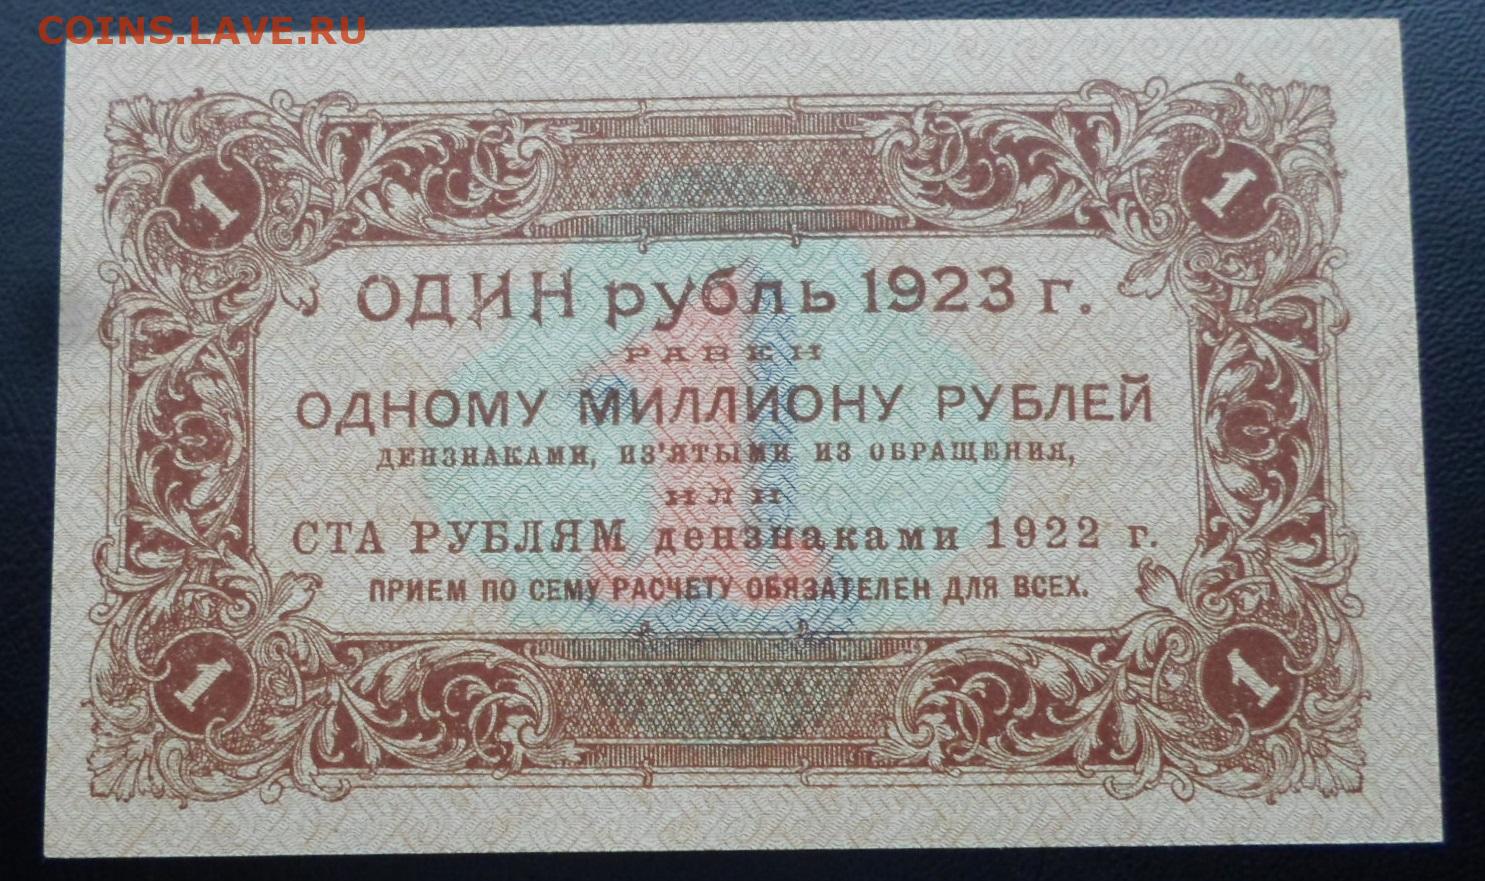 COINS.LAVE.RU
1 1
ОДИН рубль 1923 г.
РАВЕН
1
ОДНОМУ МИЛЛИОНУ РУБЛЕЙ
ДЕНЗНАКАМИ, ИЗ'ЯТЫМИ ИЗ ОБРАЩЕНИЯ,
ИЛИ
СТА РУБЛЯМ дензнаками 1922 г.
ПРИЕМ ПО СЕМУ РАСЧЕТУ ОБЯЗАТЕЛЕН ДЛЯ ВСЕХ.
1 1